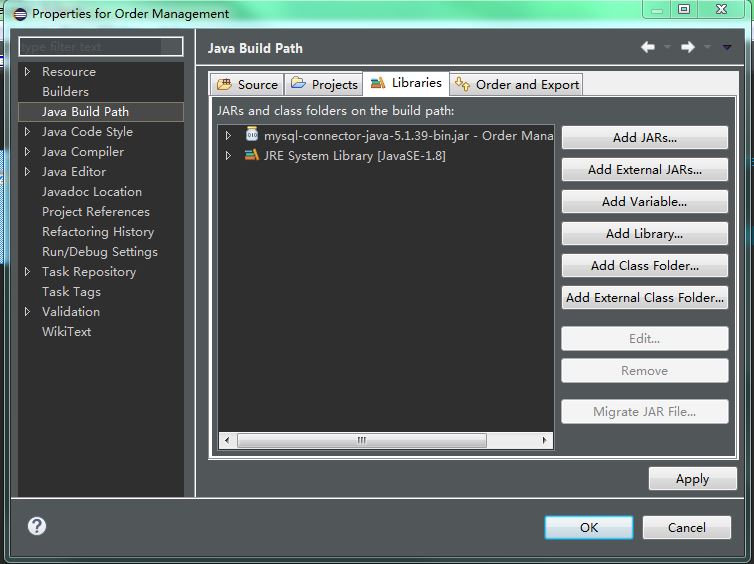 Properties for Order Management
type filter text
Java Build Path
Resource
Builders
Java Build Path
Java Code Style
Java Compiler
Java Editor
Javadoc Location
Project References
Refactoring History
Run/Debug Settings
Task Repository
Task Tags
Validation
WikiText
Source
Projects
Libraries
Order and Export
JARs and class folders on the build path:
mysql-connector-java-5.1.39-bin.jar - Order Mana
JRE System Library [JavaSE-1.8]
Add JARs...
Add External JARs...
Add Variable...
Add Library...
Add Class Folder...
Add External Class Folder...
Edit...
Remove
Migrate JAR File...
Apply
OK
Cancel